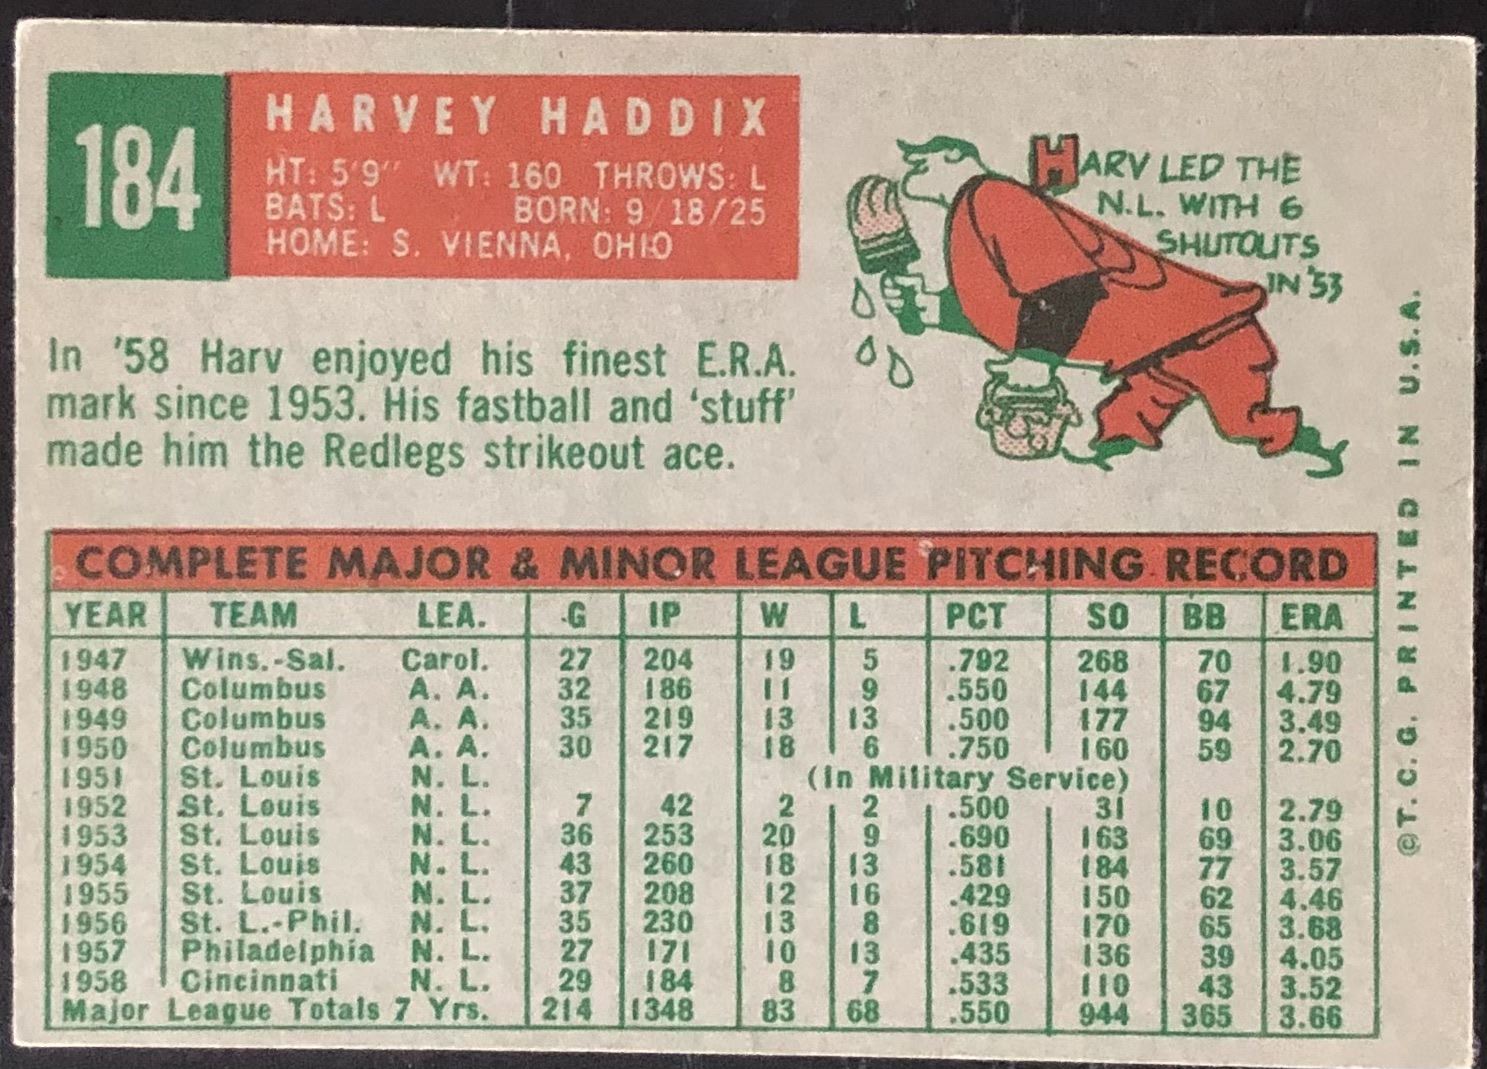 184
HARVEY HADDIX
HT: 5'9" WT: 160 THROWS: L
BATS: L BORN: 9/18/25
HOME: S. VIENNA, OHIO
HARV LED THE
N.L. WITH 6
SHUTOUTS
IN '53
In '58 Harv enjoyed his finest E.R.A.
mark since 1953. His fastball and 'stuff'
made him the Redlegs strikeout ace.
COMPLETE MAJOR & MINOR LEAGUE PITCHING RECORD
YEAR TEAM LEA. G IP W L PCT SO BB ERA
1947 Wins.-Sal. Carol. 27 204 19 5 .792 268 70 1.90
1948 Columbus A. A. 32 186 11 9 .550 144 67 4.79
1949 Columbus A. A. 35 219 13 13 .500 177 94 3.49
1950 Columbus A. A. 30 217 18 6 .750 160 59 2.70
1951 St. Louis N. L. (In Military Service)
1952 St. Louis N. L. 7 42 2 2 .500 31 10 2.79
1953 St. Louis N. L. 36 253 20 9 .690 163 69 3.06
1954 St. Louis N. L. 43 260 18 13 .581 184 77 3.57
1955 St. Louis N. L. 37 208 12 16 .429 150 62 4.46
1956 St. L.-Phil. N. L. 35 230 13 8 .619 170 65 3.68
1957 Philadelphia N. L. 27 171 10 13 .435 136 39 4.05
1958 Cincinnati N. L. 29 184 8 7 .533 110 43 3.52
Major League Totals 7 Yrs. 214 1348 83 68 .550 944 365 3.66
©T.C.G. PRINTED IN U.S.A.